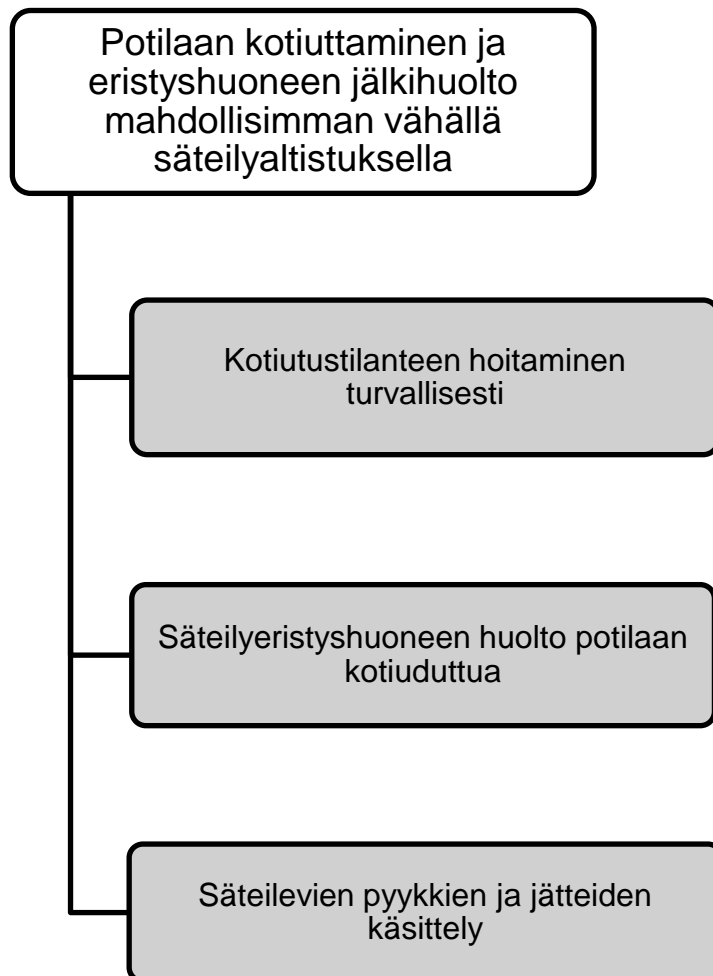 Potilaan kotiuttaminen ja
eristyshuoneen jälkihuolto
mahdollisimman vähällä
säteilyaltistuksella
Kotiutustilanteen hoitaminen
turvallisesti
Säteilyeristyshuoneen huolto potilaan
kotiuduttua
Säteilevien pyykkien ja jätteiden
käsittely